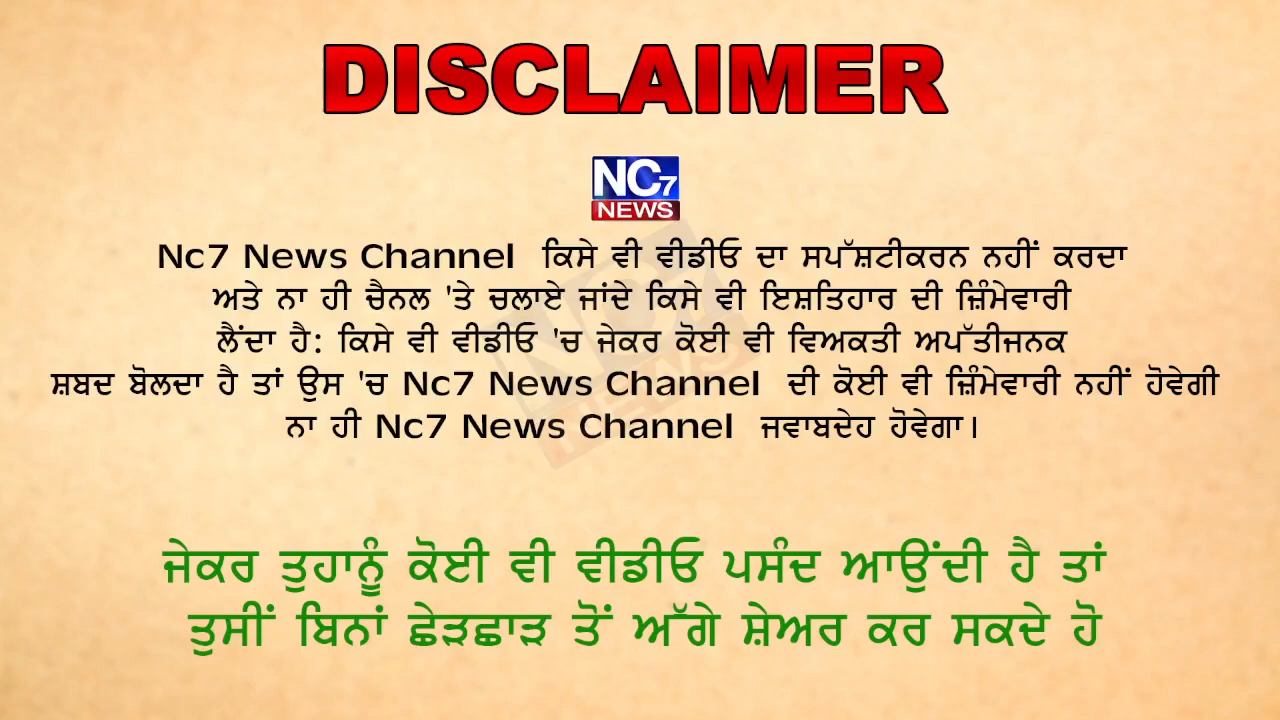 DISCLAIMER
NC7
NEWS
Nc7 News Channel ਕਿਸੇ ਵੀ ਵੀਡੀਓ ਦਾ ਸਪੱਸ਼ਟੀਕਰਨ ਨਹੀਂ ਕਰਦਾ
ਅਤੇ ਨਾ ਹੀ ਚੈਨਲ 'ਤੇ ਚਲਾਏ ਜਾਂਦੇ ਕਿਸੇ ਵੀ ਇਸ਼ਤਿਹਾਰ ਦੀ ਜ਼ਿੰਮੇਵਾਰੀ
ਲੈਂਦਾ ਹੈ: ਕਿਸੇ ਵੀ ਵੀਡੀਓ 'ਚ ਜੇਕਰ ਕੋਈ ਵੀ ਵਿਅਕਤੀ ਅਪੱਤੀਜਨਕ
ਸ਼ਬਦ ਬੋਲਦਾ ਹੈ ਤਾਂ ਉਸ 'ਚ Nc7 News Channel ਦੀ ਕੋਈ ਵੀ ਜ਼ਿੰਮੇਵਾਰੀ ਨਹੀਂ ਹੋਵੇਗੀ
ਨਾ ਹੀ Nc7 News Channel ਜਵਾਬਦੇਹ ਹੋਵੇਗਾ।
ਜੇਕਰ ਤੁਹਾਨੂੰ ਕੋਈ ਵੀ ਵੀਡੀਓ ਪਸੰਦ ਆਉਂਦੀ ਹੈ ਤਾਂ
ਤੁਸੀਂ ਬਿਨਾਂ ਛੇੜਛਾੜ ਤੋਂ ਅੱਗੇ ਸ਼ੇਅਰ ਕਰ ਸਕਦੇ ਹੋ